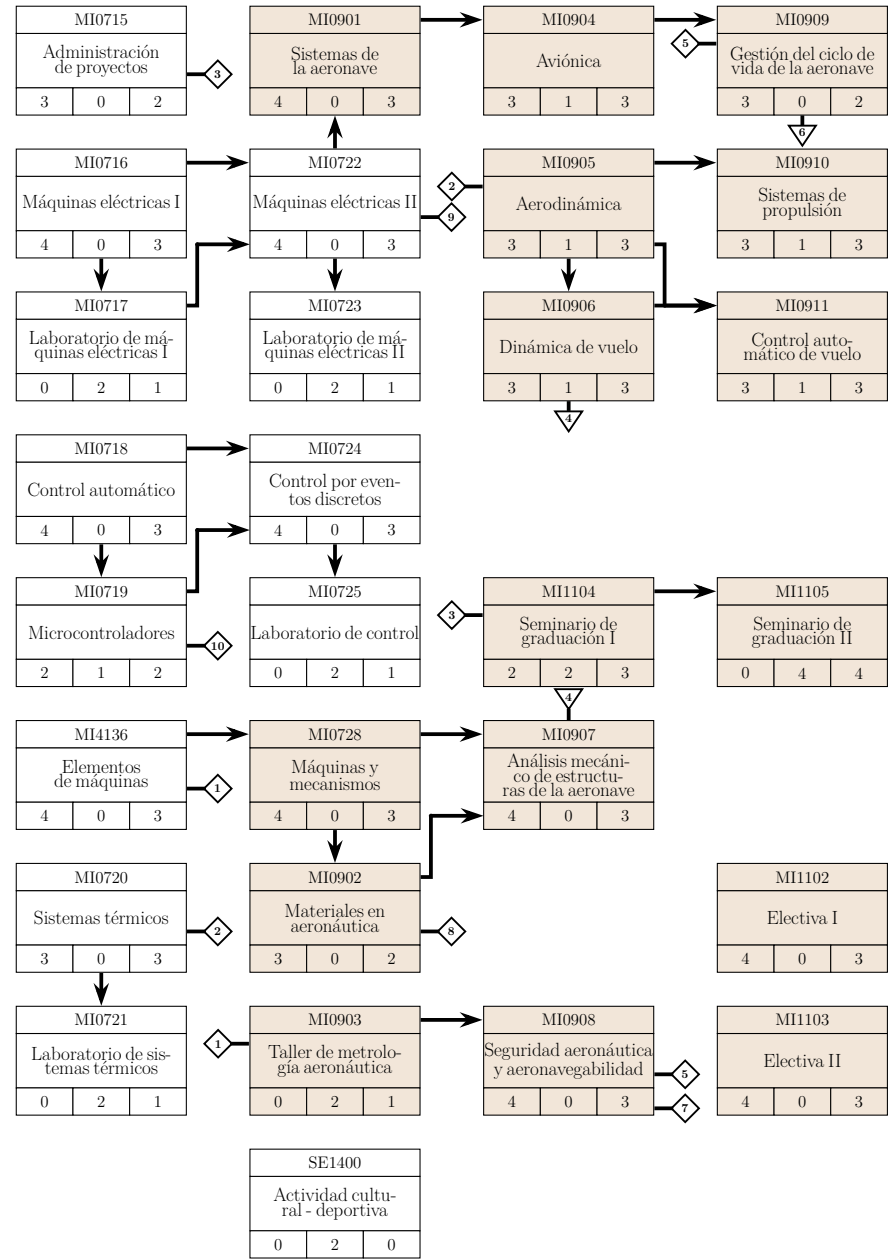 MI0715
Administración
de proyectos
3 0 2
3
MI0901
Sistemas de
la aeronave
4 0 3
MI0904
Aviónica
3 1 3
5
MI0909
Gestión del ciclo de
vida de la aeronave
3 0 2
6
MI0716
Máquinas eléctricas I
4 0 3
MI0722
Máquinas eléctricas II
4 0 3
9
2
MI0905
Aerodinámica
3 1 3
MI0910
Sistemas de
propulsión
3 1 3
MI0717
Laboratorio de má-
quinas eléctricas I
0 2 1
MI0723
Laboratorio de má-
quinas eléctricas II
0 2 1
MI0906
Dinámica de vuelo
3 1 3
4
MI0911
Control auto-
mático de vuelo
3 1 3
MI0718
Control automático
4 0 3
MI0724
Control por even-
tos discretos
4 0 3
MI0719
Microcontroladores
2 1 2
10
MI0725
Laboratorio de control
0 2 1
3
MI1104
Seminario de
graduación I
2 2 3
4
MI1105
Seminario de
graduación II
0 4 4
MI4136
Elementos
de máquinas
4 0 3
1
MI0728
Máquinas y
mecanismos
4 0 3
MI0907
Análisis mecáni-
co de estructu-
ras de la aeronave
4 0 3
MI0720
Sistemas térmicos
3 0 3
2
MI0902
Materiales en
aeronáutica
3 0 2
8
MI1102
Electiva I
4 0 3
MI0721
Laboratorio de sis-
temas térmicos
0 2 1
1
MI0903
Taller de metrolo-
gía aeronáutica
0 2 1
MI0908
Seguridad aeronáutica
y aeronavegabilidad
4 0 3
5
7
MI1103
Electiva II
4 0 3
SE1400
Actividad cultu-
ral - deportiva
0 2 0